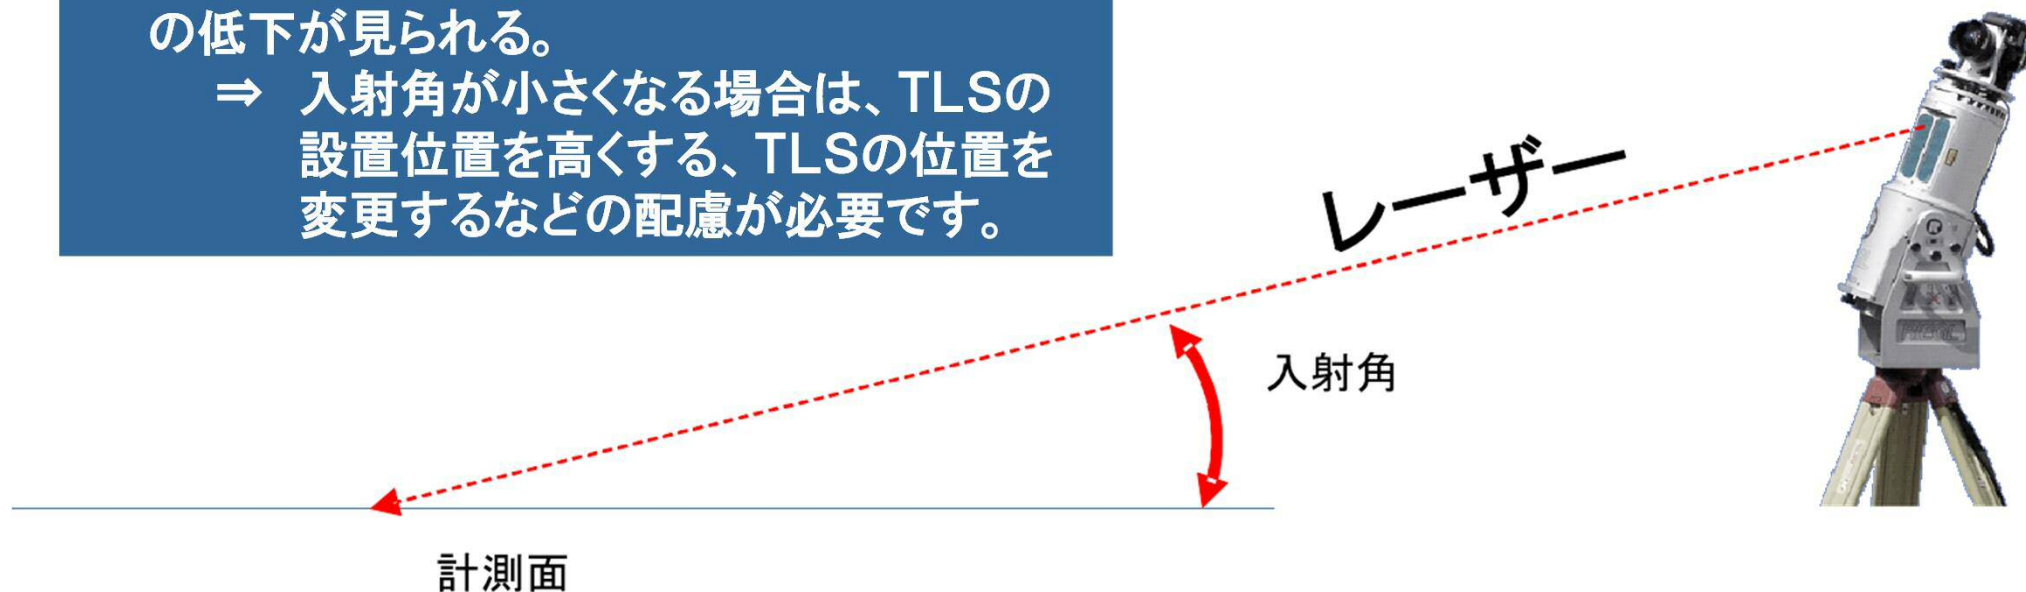 の低下が見られる。
⇒ 入射角が小さくなる場合は、TLSの
設置位置を高くする、TLSの位置を
変更するなどの配慮が必要です。
レーザー
入射角
計測面